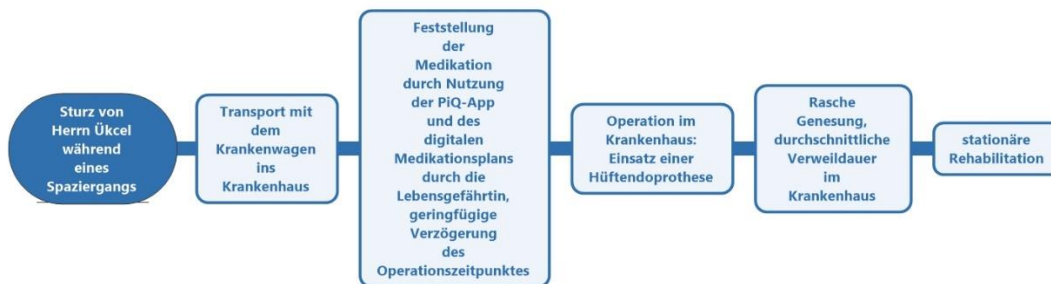 Sturz von
Herrn Ükcel
während
eines
Spaziergangs
Transport mit
dem
Krankenwagen
ins
Krankenhaus
Feststellung
der
Medikation
durch Nutzung
der PiQ-App
und des
digitalen
Medikationsplans
durch die
Lebensgefährtin,
geringfügige
Verzögerung
des
Operationszeitpunktes
Operation im
Krankenhaus:
Einsatz einer
Hüftendoprothese
Rasche
Genesung,
durchschnittliche
Verweildauer
im
Krankenhaus
stationäre
Rehabilitation